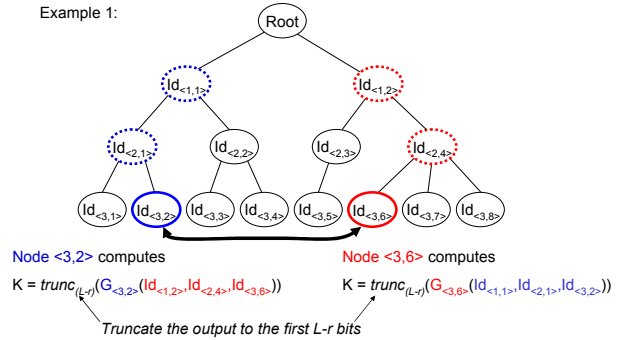 Example 1:
Root
Id<1,1> Id<1,2>
Id<2,1> Id<2,2> Id<2,3> Id<2,4>
Id<3,1> Id<3,2> Id<3,3> Id<3,4> Id<3,5> Id<3,6> Id<3,7> Id<3,8>
Node <3,2> computes Node <3,6> computes
K = trunc(L-r)(G<3,2>(Id<1,2>,Id<2,4>,Id<3,6>)) K = trunc(L-r)(G<3,6>(Id<1,1>,Id<2,1>,Id<3,2>))
Truncate the output to the first L-r bits